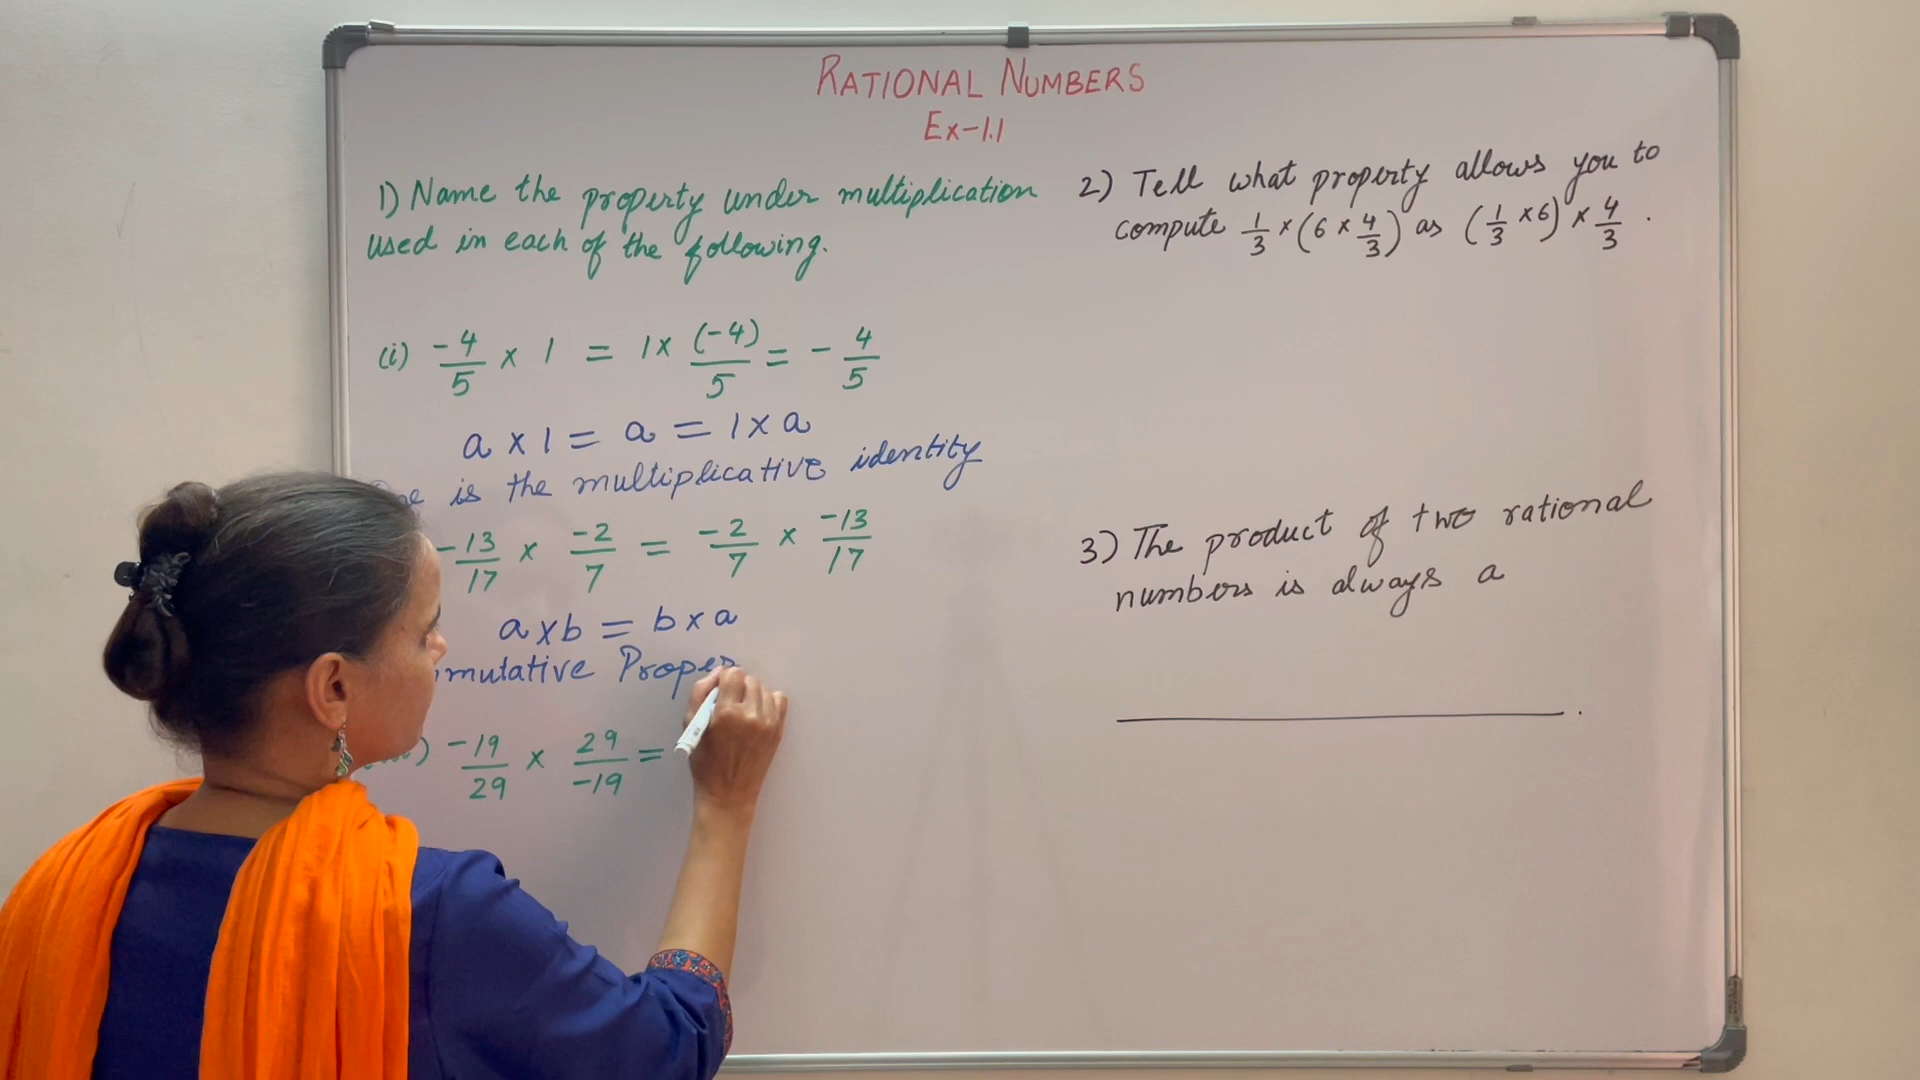 RATIONAL NUMBERS
Ex-1.1
1) Name the property under multiplication
used in each of the following.
(i) -4/5 × 1 = 1× (-4)/5 = - 4/5
a × 1 = a = 1 × a
is the multiplicative identity
-13/17 × -2/7 = -2/7 × -13/17
a × b = b × a
mutative Proper
) -19/29 × 29/-19 =
2) Tell what property allows you to
compute 1/3 × (6 × 4/3) as (1/3 × 6) × 4/3 .
3) The product of two rational
numbers is always a
____________________ .